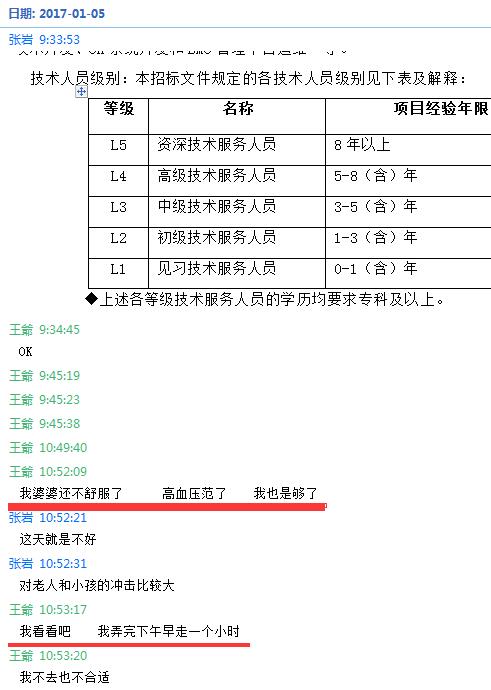 日期: 2017-01-05
张岩 9:33:53
技术人员级别：本招标文件规定的各技术人员级别见下表及解释：
等级 名称 项目经验年限
L5 资深技术服务人员 8 年以上
L4 高级技术服务人员 5-8（含）年
L3 中级技术服务人员 3-5（含）年
L2 初级技术服务人员 1-3（含）年
L1 见习技术服务人员 0-1（含）年
◆上述各等级技术服务人员的学历均要求专科及以上。
王爺 9:34:45
OK
王爺 9:45:19
王爺 9:45:23
王爺 9:45:38
王爺 10:49:40
王爺 10:52:09
我婆婆还不舒服了 高血压范了 我也是够了
张岩 10:52:21
这天就是不好
张岩 10:52:31
对老人和小孩的冲击比较大
王爺 10:53:17
我看看吧 我弄完下午早走一个小时
王爺 10:53:20
我不去也不合适